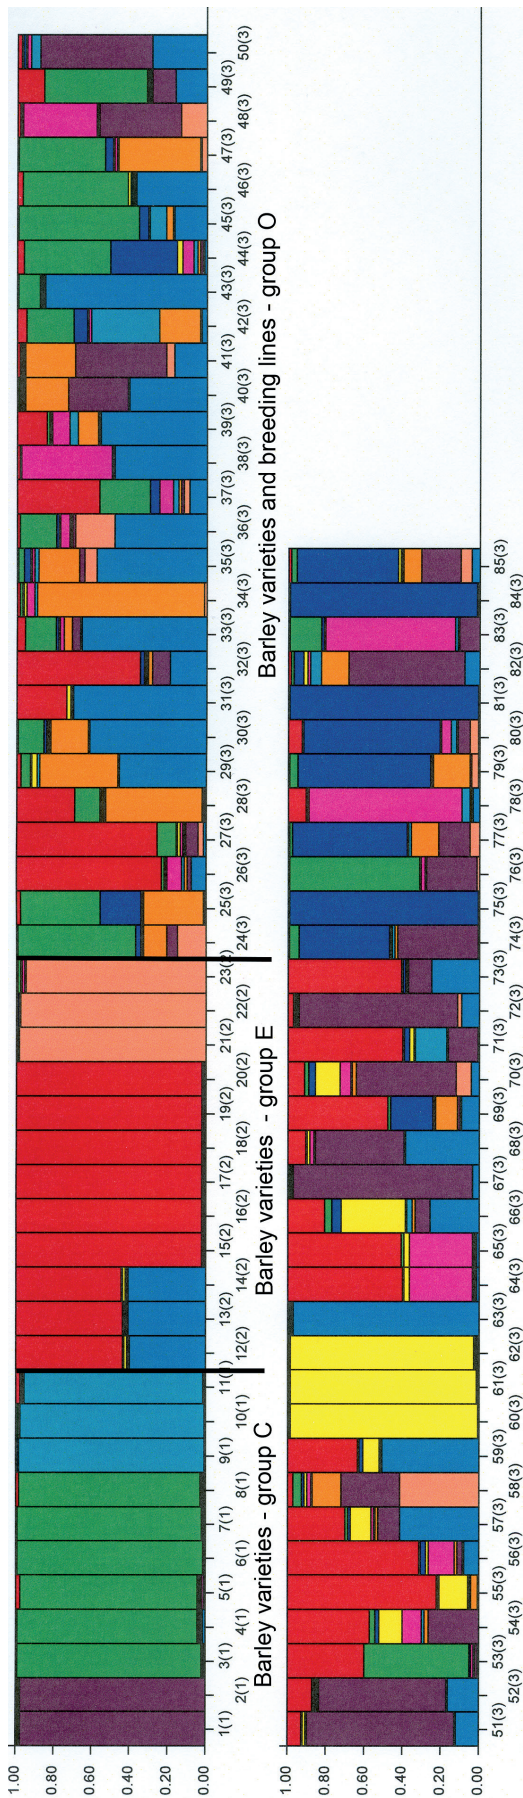 1.00
0.80
0.60
0.40
0.20
0.00
1(1) 2(1) 3(1) 4(1) 5(1) 6(1) 7(1) 8(1) 9(1) 10(1) 11(1) 12(2) 13(2) 14(2) 15(2) 16(2) 17(2) 18(2) 19(2) 20(2) 21(2) 22(2) 23(2) 24(3) 25(3) 26(3) 27(3) 28(3) 29(3) 30(3) 31(3) 32(3) 33(3) 34(3) 35(3) 36(3) 37(3) 38(3) 39(3) 40(3) 41(3) 42(3) 43(3) 44(3) 45(3) 46(3) 47(3) 48(3) 49(3) 50(3)
Barley varieties - group C
Barley varieties - group E
Barley varieties and breeding lines - group O
1.00
0.80
0.60
0.40
0.20
0.00
51(3) 52(3) 53(3) 54(3) 55(3) 56(3) 57(3) 58(3) 59(3) 60(3) 61(3) 62(3) 63(3) 64(3) 65(3) 66(3) 67(3) 68(3) 69(3) 70(3) 71(3) 72(3) 73(3) 74(3) 75(3) 76(3) 77(3) 78(3) 79(3) 80(3) 81(3) 82(3) 83(3) 84(3) 85(3)